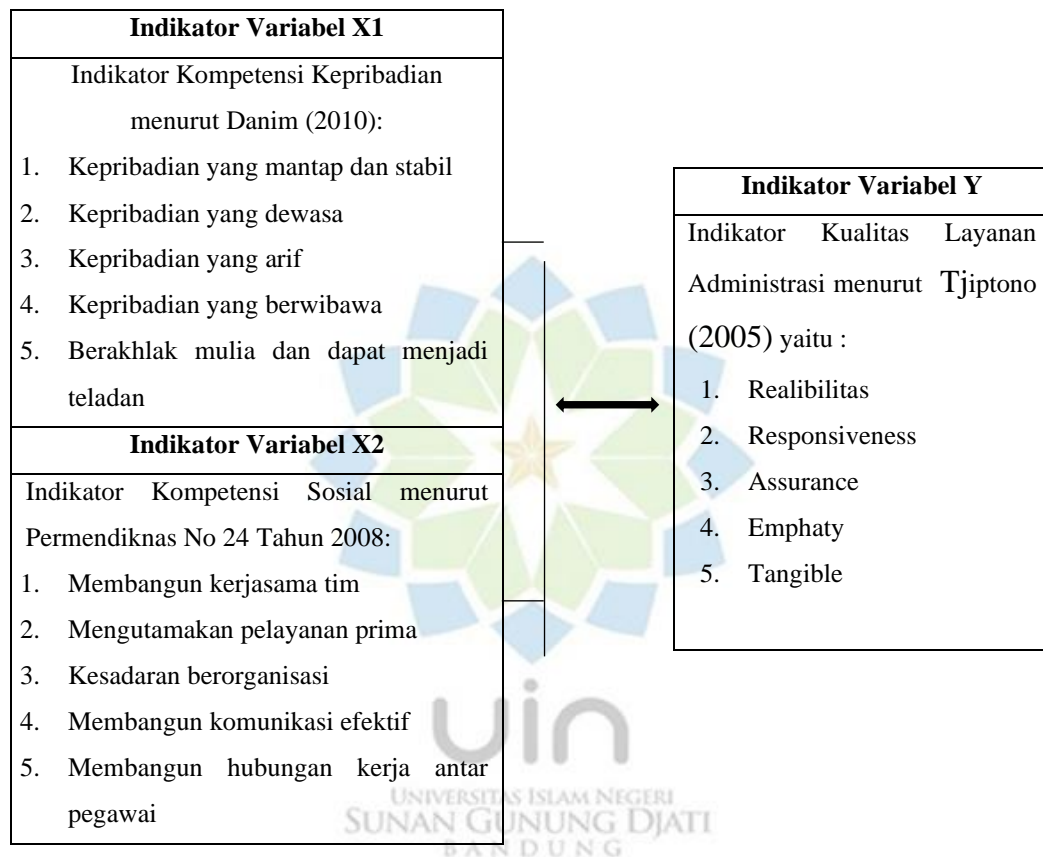 Indikator Variabel X1
Indikator Kompetensi Kepribadian
menurut Danim (2010):
1. Kepribadian yang mantap dan stabil
2. Kepribadian yang dewasa
3. Kepribadian yang arif
4. Kepribadian yang berwibawa
5. Berakhlak mulia dan dapat menjadi
teladan
Indikator Variabel X2
Indikator Kompetensi Sosial menurut
Permendiknas No 24 Tahun 2008:
1. Membangun kerjasama tim
2. Mengutamakan pelayanan prima
3. Kesadaran berorganisasi
4. Membangun komunikasi efektif
5. Membangun hubungan kerja antar
pegawai
Indikator Variabel Y
Indikator Kualitas Layanan
Administrasi menurut Tjiptono
(2005) yaitu :
1. Realibilitas
2. Responsiveness
3. Assurance
4. Emphaty
5. Tangible
uin
UNIVERSITAS ISLAM NEGERI
SUNAN GUNUNG DJATI
BANDUNG